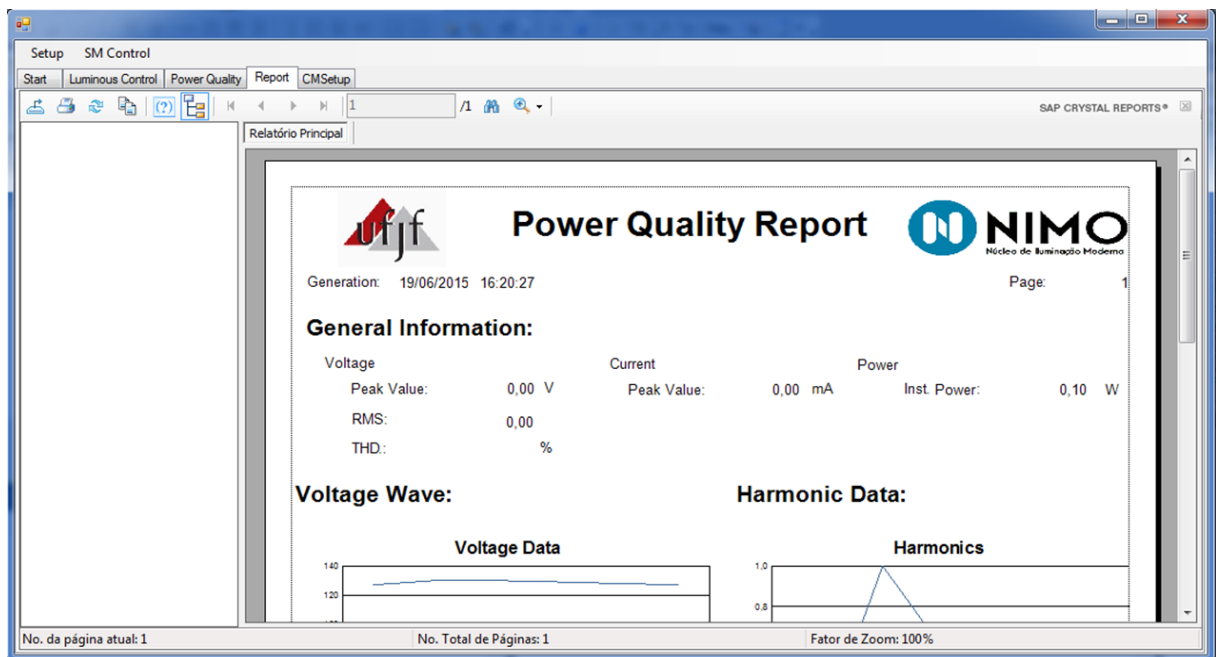 Setup SM Control
Start Luminous Control Power Quality Report CMSetup
1 /1 SAP CRYSTAL REPORTS®
Relatório Principal
ufjf Power Quality Report NIMO
Núcleo de Iluminação Moderna
Generation: 19/06/2015 16:20:27 Page: 1
General Information:
Voltage Current Power
Peak Value: 0,00 V Peak Value: 0,00 mA Inst. Power: 0,10 W
RMS: 0,00
THD.: %
Voltage Wave: Harmonic Data:
Voltage Data Harmonics
140 1,0
120 0,8
No. da página atual: 1 No. Total de Páginas: 1 Fator de Zoom: 100%